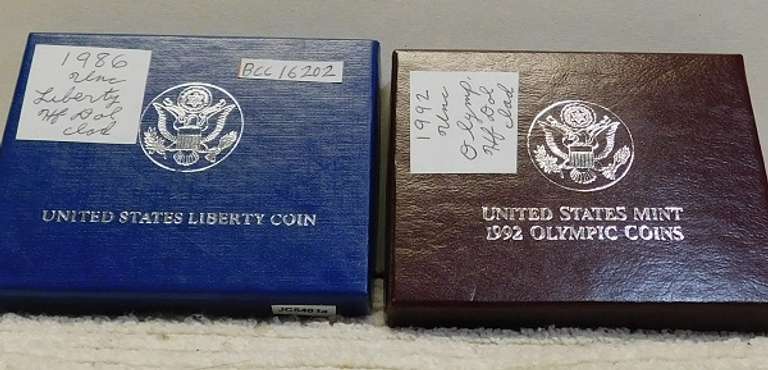 1986
Unc
Liberty
Hf Dol
clad
BCC 16202
UNITED STATES LIBERTY COIN
1992
Unc
Olymp.
Hf Dol
clad
UNITED STATES MINT
1992 OLYMPIC COINS